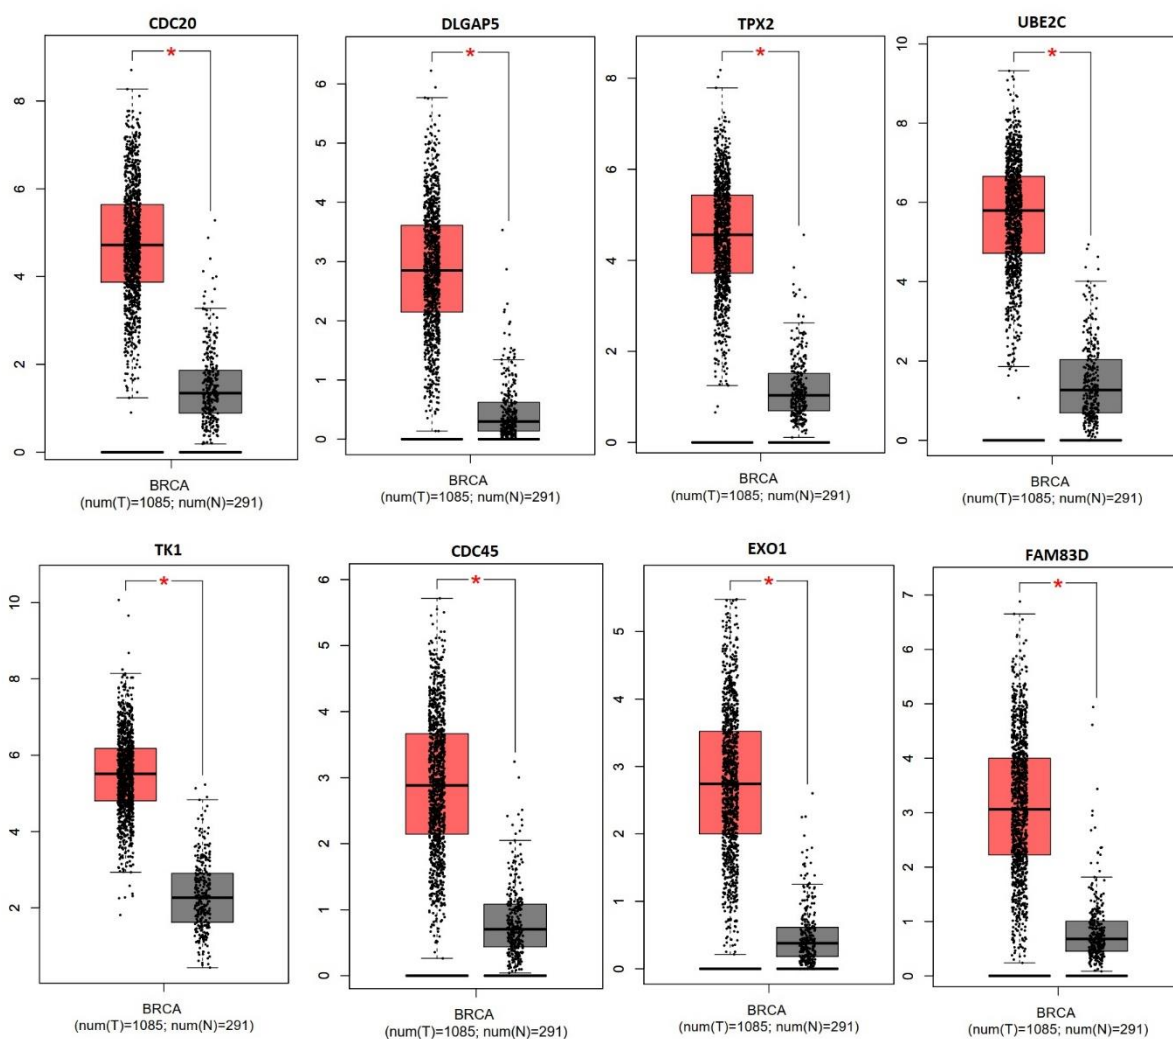 CDC20
DLGAP5
TPX2
UBE2C
*
*
*
*
8
6
4
2
0
6
5
4
3
2
1
0
8
6
4
2
0
10
8
6
4
2
0
BRCA
(num(T)=1085; num(N)=291)
BRCA
(num(T)=1085; num(N)=291)
BRCA
(num(T)=1085; num(N)=291)
BRCA
(num(T)=1085; num(N)=291)
TK1
CDC45
EXO1
FAM83D
*
*
*
*
10
8
6
4
2
6
5
4
3
2
1
0
5
4
3
2
1
0
7
6
5
4
3
2
1
0
BRCA
(num(T)=1085; num(N)=291)
BRCA
(num(T)=1085; num(N)=291)
BRCA
(num(T)=1085; num(N)=291)
BRCA
(num(T)=1085; num(N)=291)